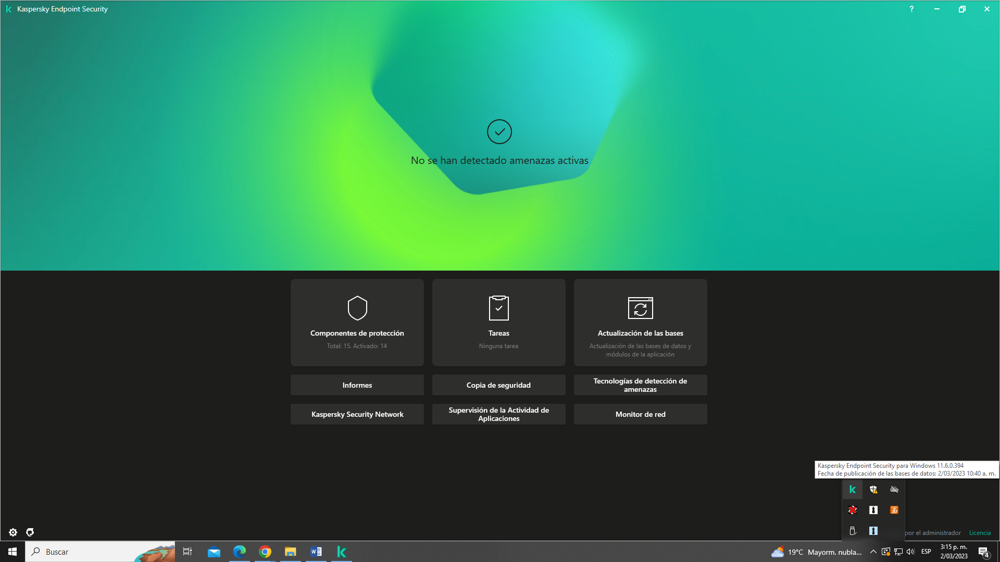 Kaspersky Endpoint Security
No se han detectado amenazas activas
Componentes de protección
Total: 15. Activado: 14
Tareas
Ninguna tarea
Actualización de las bases
Actualización de las bases de datos y
módulos de la aplicación
Informes
Copia de seguridad
Tecnologías de detección de
amenazas
Kaspersky Security Network
Supervisión de la Actividad de
Aplicaciones
Monitor de red
Kaspersky Endpoint Security para Windows 11.6.0.394
Fecha de publicación de las bases de datos: 2/03/2023 10:40 a. m.
por el administrador
Licencia
Buscar
19°C Mayorm. nubla...
ESP
3:15 p. m.
2/03/2023
4